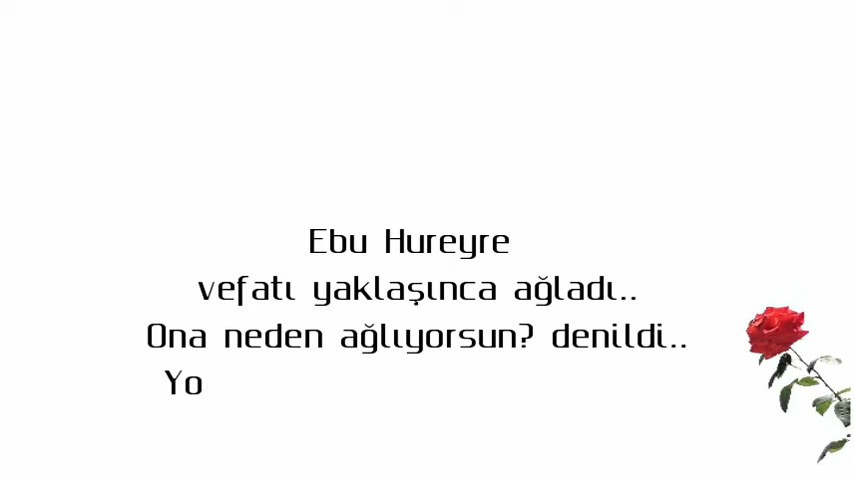 Ebu Hureyre
vefatı yaklaşınca ağladı..
Ona neden ağlıyorsun? denildi..
Yo